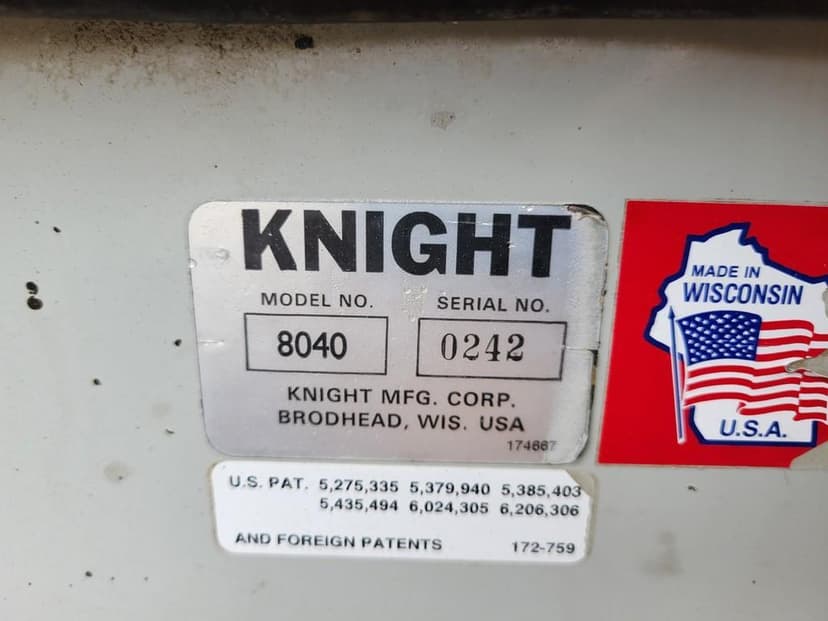 KNIGHT
MODEL NO. SERIAL NO.
8040 0242
KNIGHT MFG. CORP.
BRODHEAD, WIS. USA
174667
U.S. PAT. 5,275,335 5,379,940 5,385,403
5,435,494 6,024,305 6,206,306
AND FOREIGN PATENTS 172-759
MADE IN
WISCONSIN
U.S.A.